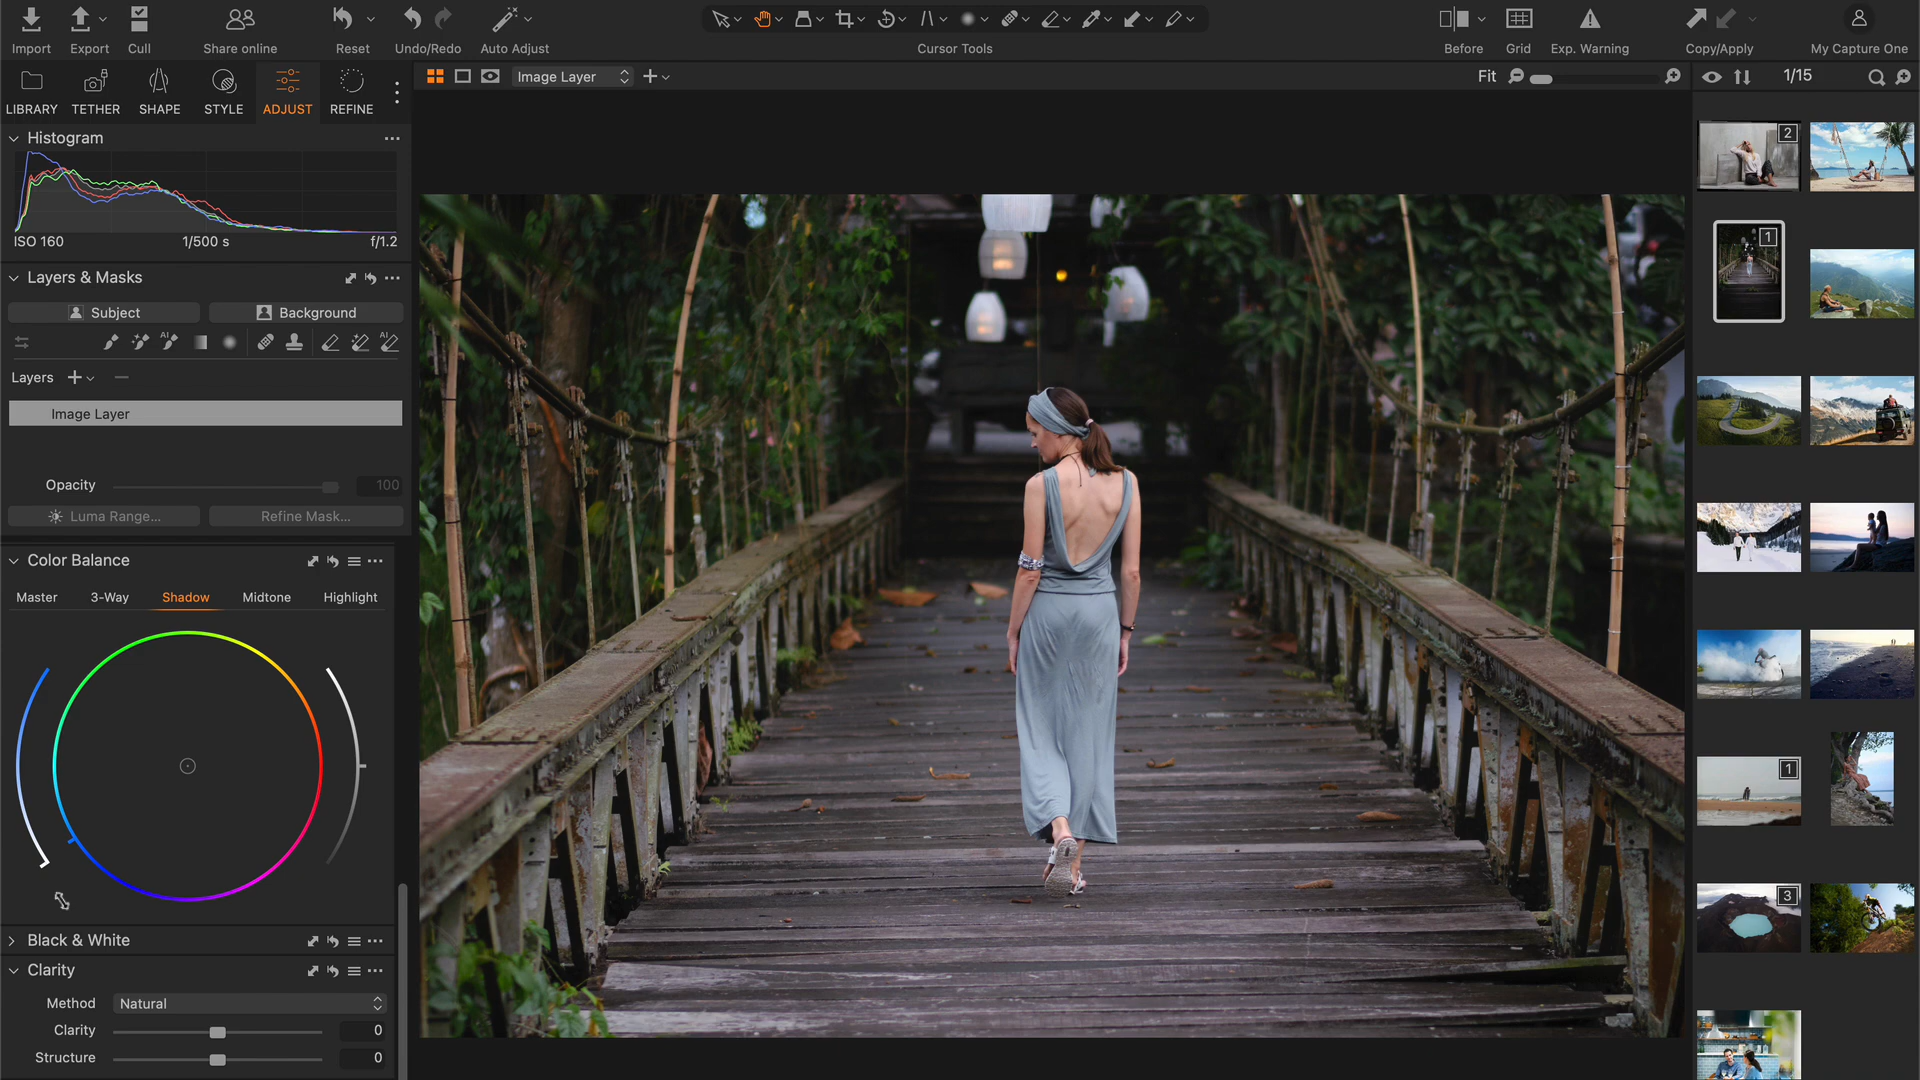 Import Export Cull Share online Reset Undo/Redo Auto Adjust Cursor Tools Before Grid Exp. Warning Copy/Apply My Capture One
LIBRARY TETHER SHAPE STYLE ADJUST REFINE
Image Layer Fit 1/15
Histogram
ISO 160 1/500 s f/1.2
Layers & Masks
Subject Background
AI AI
Layers
Image Layer
Opacity 100
Luma Range... Refine Mask...
Color Balance
Master 3-Way Shadow Midtone Highlight
Black & White
Clarity
Method Natural
Clarity 0
Structure 0
2
1
1
3